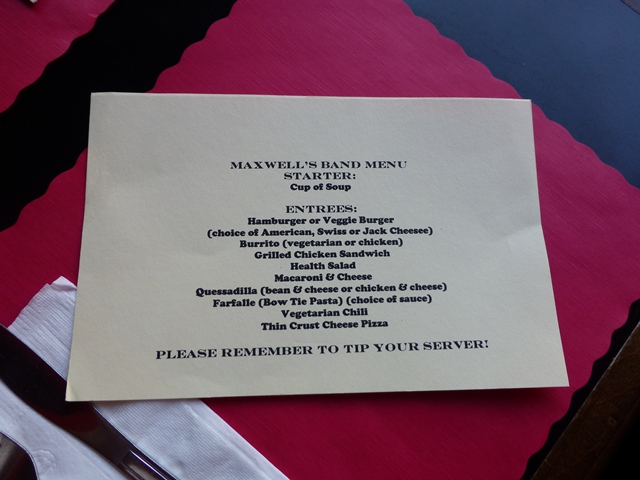 MAXWELL'S BAND MENU
STARTER:
Cup of Soup
ENTREES:
Hamburger or Veggie Burger
(choice of American, Swiss or Jack Cheesee)
Burrito (vegetarian or chicken)
Grilled Chicken Sandwich
Health Salad
Macaroni & Cheese
Quessadilla (bean & cheese or chicken & cheese)
Farfalle (Bow Tie Pasta) (choice of sauce)
Vegetarian Chili
Thin Crust Cheese Pizza
PLEASE REMEMBER TO TIP YOUR SERVER!